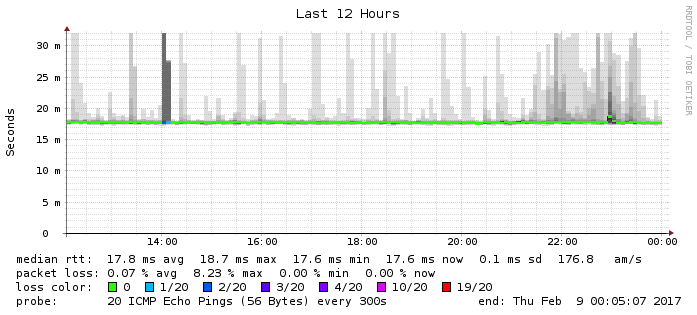 Last 12 Hours
RRDTOOL / TOBI OETIKER
Seconds
30 m
25 m
20 m
15 m
10 m
5 m
0
14:00 16:00 18:00 20:00 22:00 00:00
median rtt: 17.8 ms avg 18.7 ms max 17.6 ms min 17.6 ms now 0.1 ms sd 176.8 am/s
packet loss: 0.07 % avg 8.23 % max 0.00 % min 0.00 % now
loss color: 0 1/20 2/20 3/20 4/20 10/20 19/20
probe: 20 ICMP Echo Pings (56 Bytes) every 300s end: Thu Feb 9 00:05:07 2017